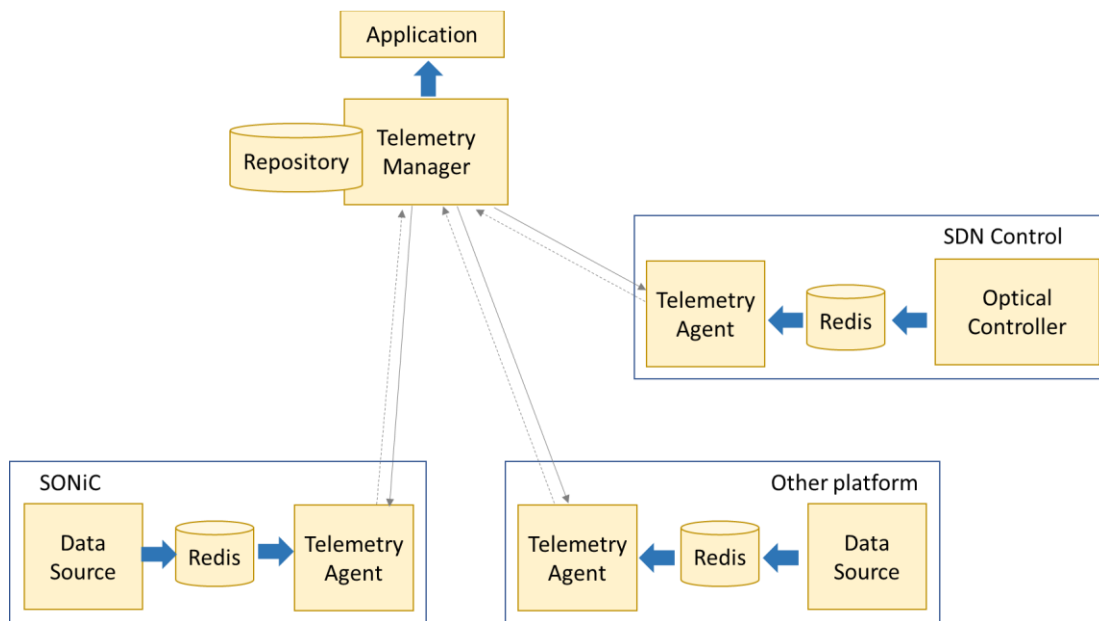 Application
Telemetry
Manager
Repository
SDN Control
Telemetry
Agent
Redis
Optical
Controller
SONiC
Data
Source
Redis
Telemetry
Agent
Other platform
Telemetry
Agent
Redis
Data
Source